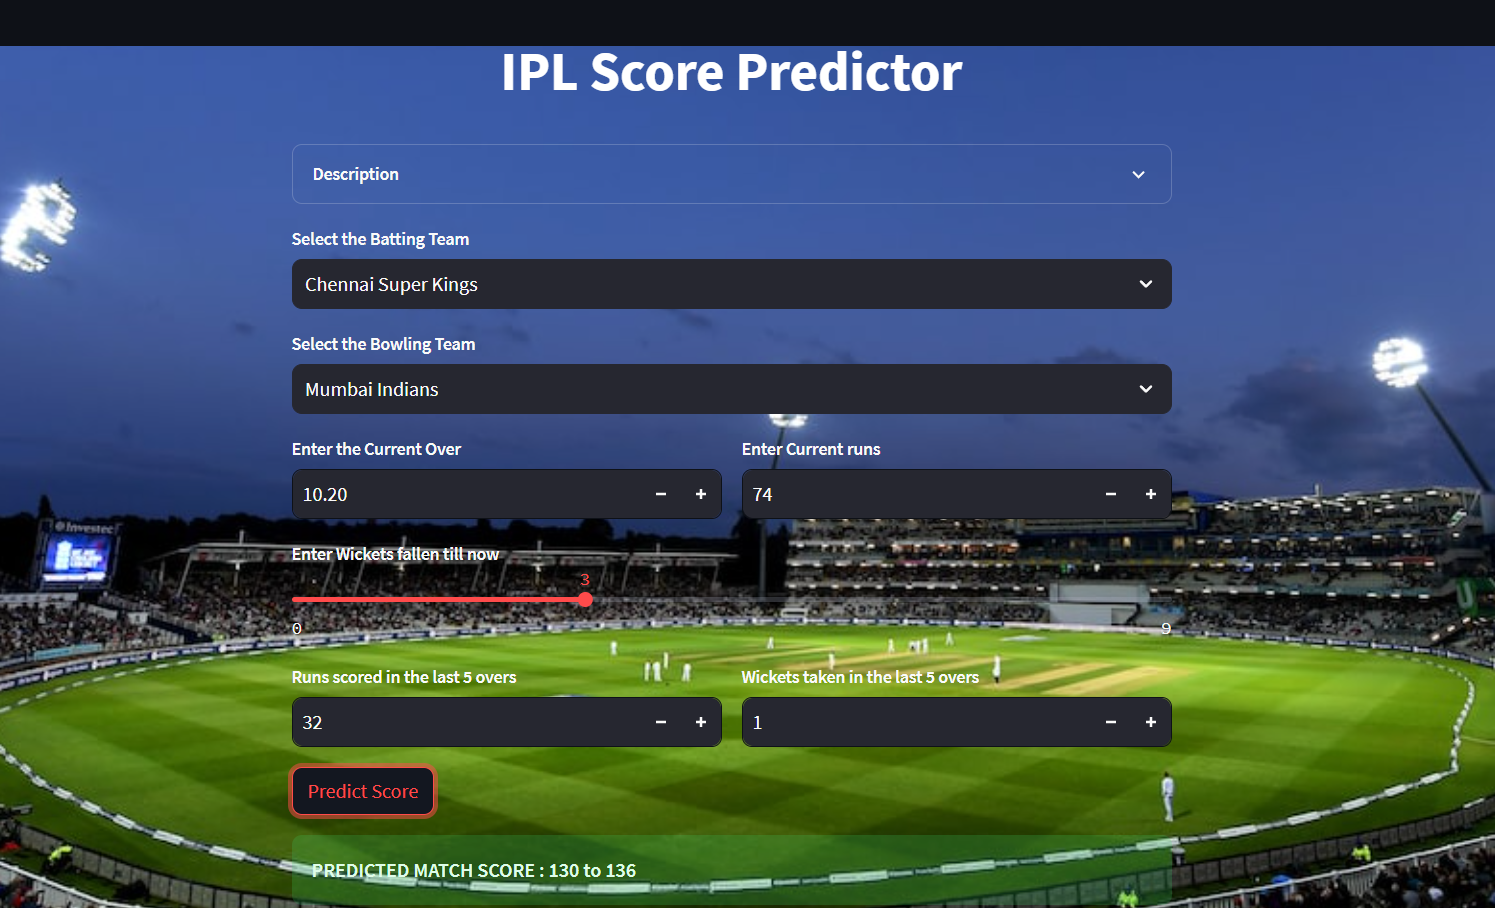 IPL Score Predictor
Description
Select the Batting Team
Chennai Super Kings
Select the Bowling Team
Mumbai Indians
Enter the Current Over
Enter Current runs
10.20
74
@Investec
Enter Wickets fallen till now
3
0
9
Runs scored in the last 5 overs
Wickets taken in the last 5 overs
32
1
Predict Score
PREDICTED MATCH SCORE : 130 to 136